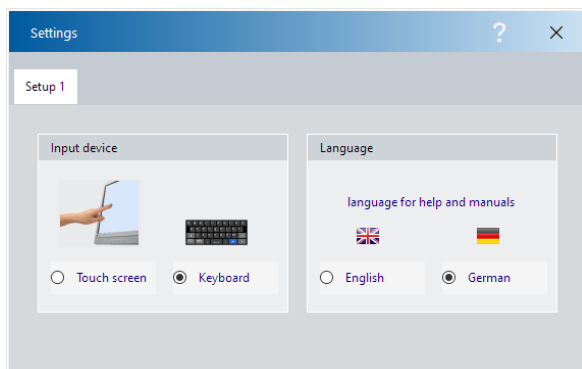 Settings
?
Setup 1
Input device
Language
language for help and manuals
Touch screen
Keyboard
English
German